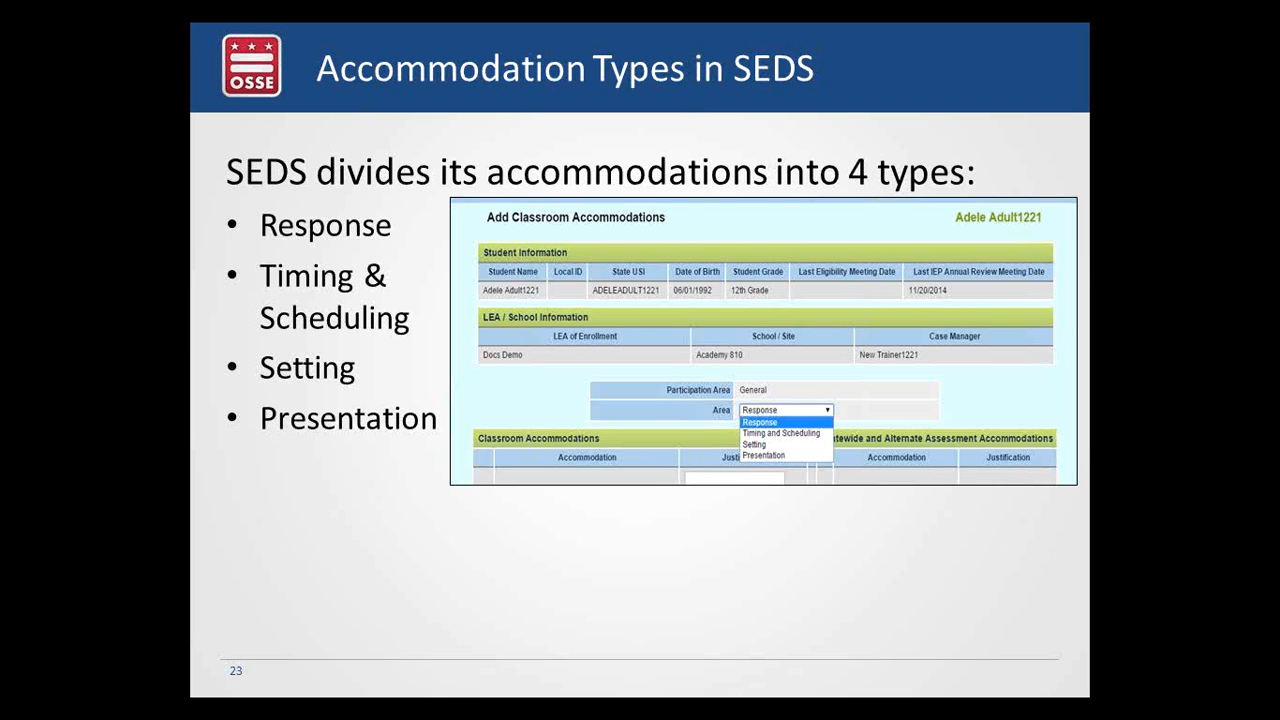 OSSE
Accommodation Types in SEDS
SEDS divides its accommodations into 4 types:
• Response
• Timing &
Scheduling
• Setting
• Presentation
Add Classroom Accommodations
Adele Adult1221
Student Information
Student Name Local ID State USI Date of Birth Student Grade Last Eligibility Meeting Date Last IEP Annual Review Meeting Date
Adele Adult1221 ADELEADULT1221 06/01/1992 12th Grade 11/20/2014
LEA / School Information
LEA of Enrollment School / Site Case Manager
Docs Demo Academy 810 New Trainer1221
Participation Area General
Area Response
Response
Timing and Scheduling
Setting
Presentation
Classroom Accommodations
tewide and Alternate Assessment Accommodations
Accommodation Justi Accommodation Justification
23